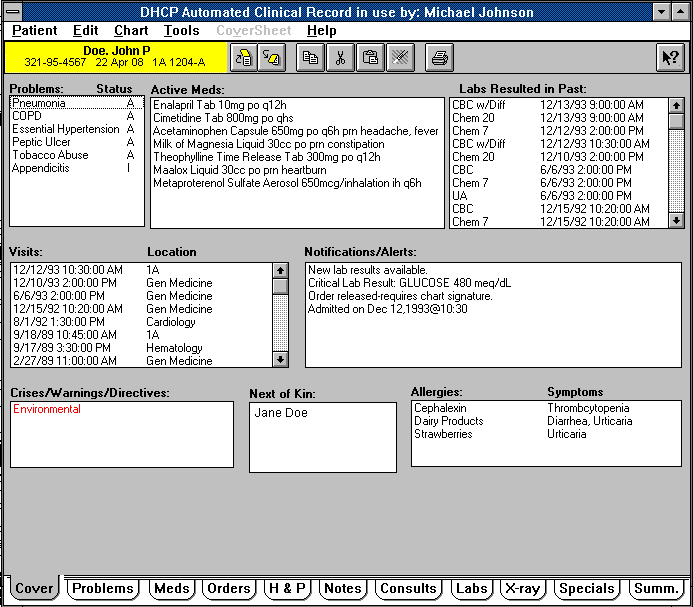 DHCP Automated Clinical Record in use by: Michael Johnson
Patient Edit Chart Tools CoverSheet Help
Doe. John P
321-95-4567 22 Apr 08 1A 1204-A
Problems: Status
Pneumonia A
COPD A
Essential Hypertension A
Peptic Ulcer A
Tobacco Abuse A
Appendicitis I
Active Meds:
Enalapril Tab 10mg po q12h
Cimetidine Tab 800mg po qhs
Acetaminophen Capsule 650mg po q6h prn headache, fever
Milk of Magnesia Liquid 30cc po prn constipation
Theophylline Time Release Tab 300mg po q12h
Maalox Liquid 30cc po prn heartburn
Metaproterenol Sulfate Aerosol 650mcg/inhalation ih q6h
Labs Resulted in Past:
CBC w/Diff 12/13/93 9:00:00 AM
Chem 20 12/13/93 9:00:00 AM
Chem 7 12/12/93 2:00:00 PM
CBC w/Diff 12/12/93 10:30:00 AM
Chem 20 12/10/93 2:00:00 PM
CBC 6/6/93 2:00:00 PM
Chem 7 6/6/93 2:00:00 PM
UA 6/6/93 2:00:00 PM
CBC 12/15/92 10:20:00 AM
Chem 7 12/15/92 10:20:00 AM
Visits: Location
12/12/93 10:30:00 AM 1A
12/10/93 2:00:00 PM Gen Medicine
6/6/93 2:00:00 PM Gen Medicine
12/15/92 10:20:00 AM Gen Medicine
8/1/92 1:30:00 PM Cardiology
9/18/89 10:45:00 AM 1A
9/17/89 3:30:00 PM Hematology
2/27/89 11:00:00 AM Gen Medicine
Notifications/Alerts:
New lab results available.
Critical Lab Result: GLUCOSE 480 meq/dL
Order released-requires chart signature.
Admitted on Dec 12,1993@10:30
Crises/Warnings/Directives:
Environmental
Next of Kin:
Jane Doe
Allergies: Symptoms
Cephalexin Thrombcytopenia
Dairy Products Diarrhea, Urticaria
Strawberries Urticaria
Cover Problems Meds Orders H & P Notes Consults Labs X-ray Specials Summ.